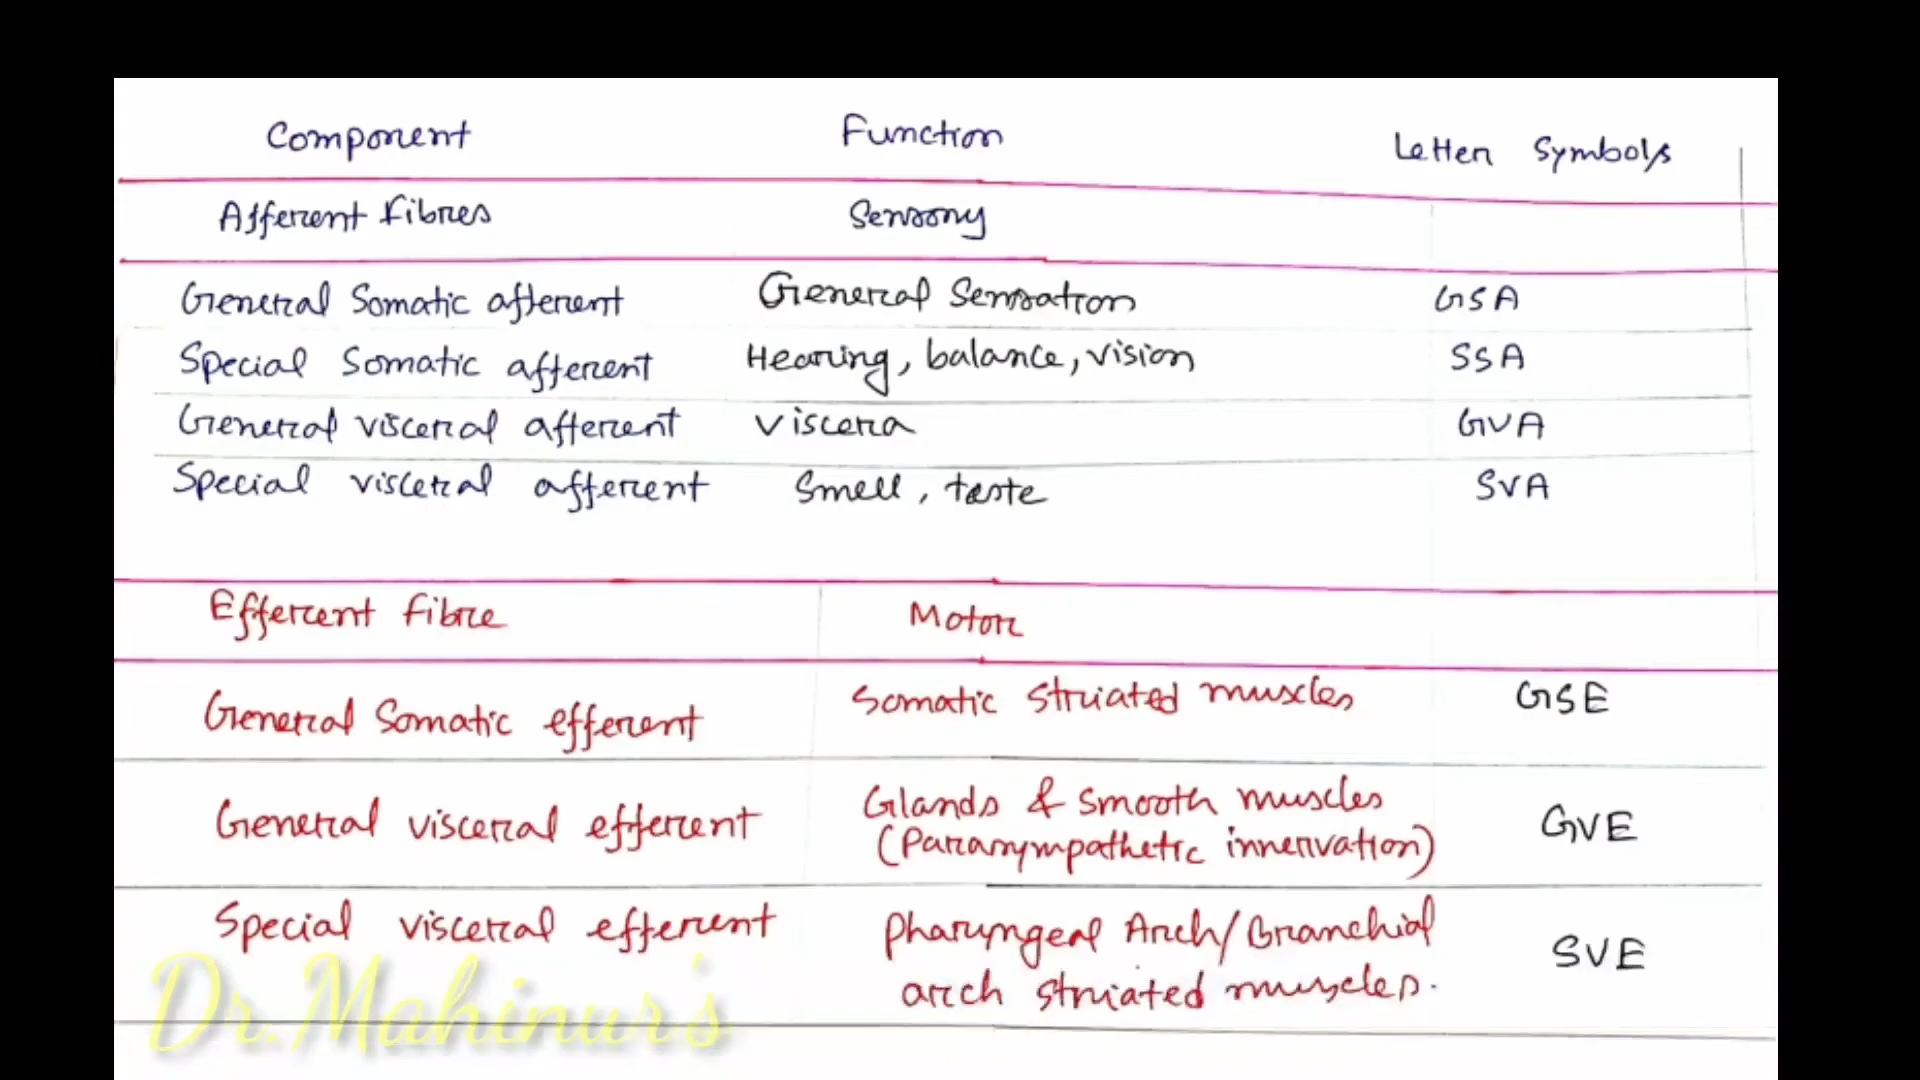 Component Function Letter Symbols
Afferent fibres Sensory
General Somatic afferent General Sensation GSA
Special Somatic afferent Hearing, balance, vision SSA
General visceral afferent viscera GVA
Special visceral afferent Smell, taste SVA
Efferent fibre Motor
General Somatic efferent Somatic striated muscles GSE
General visceral efferent Glands & smooth muscles GVE
(Parasympathetic innervation)
Special visceral efferent Pharyngeal Arch/Branchial SVE
arch striated muscles.
Dr.Mahinur's